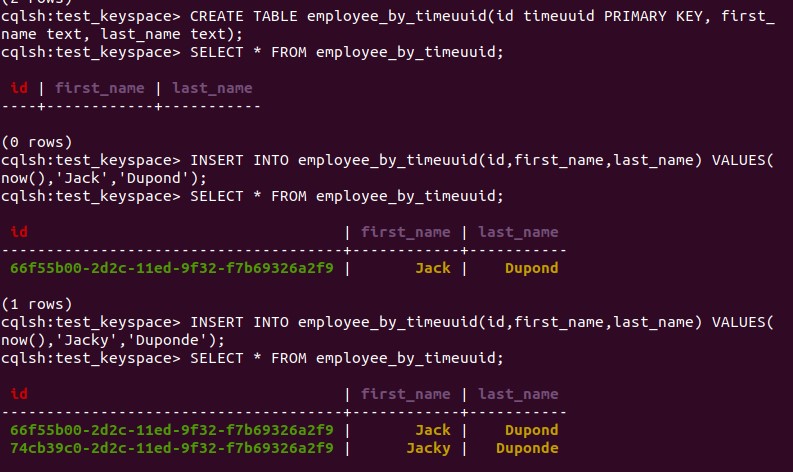 (2 rows)
cqlsh:test_keyspace> CREATE TABLE employee_by_timeuuid(id timeuuid PRIMARY KEY, first_
name text, last_name text);
cqlsh:test_keyspace> SELECT * FROM employee_by_timeuuid;
id | first_name | last_name
----+------------+-----------
(0 rows)
cqlsh:test_keyspace> INSERT INTO employee_by_timeuuid(id,first_name,last_name) VALUES(
now(),'Jack','Dupond');
cqlsh:test_keyspace> SELECT * FROM employee_by_timeuuid;
id | first_name | last_name
--------------------------------------+------------+-----------
66f55b00-2d2c-11ed-9f32-f7b69326a2f9 | Jack | Dupond
(1 rows)
cqlsh:test_keyspace> INSERT INTO employee_by_timeuuid(id,first_name,last_name) VALUES(
now(),'Jacky','Duponde');
cqlsh:test_keyspace> SELECT * FROM employee_by_timeuuid;
id | first_name | last_name
--------------------------------------+------------+-----------
66f55b00-2d2c-11ed-9f32-f7b69326a2f9 | Jack | Dupond
74cb39c0-2d2c-11ed-9f32-f7b69326a2f9 | Jacky | Duponde